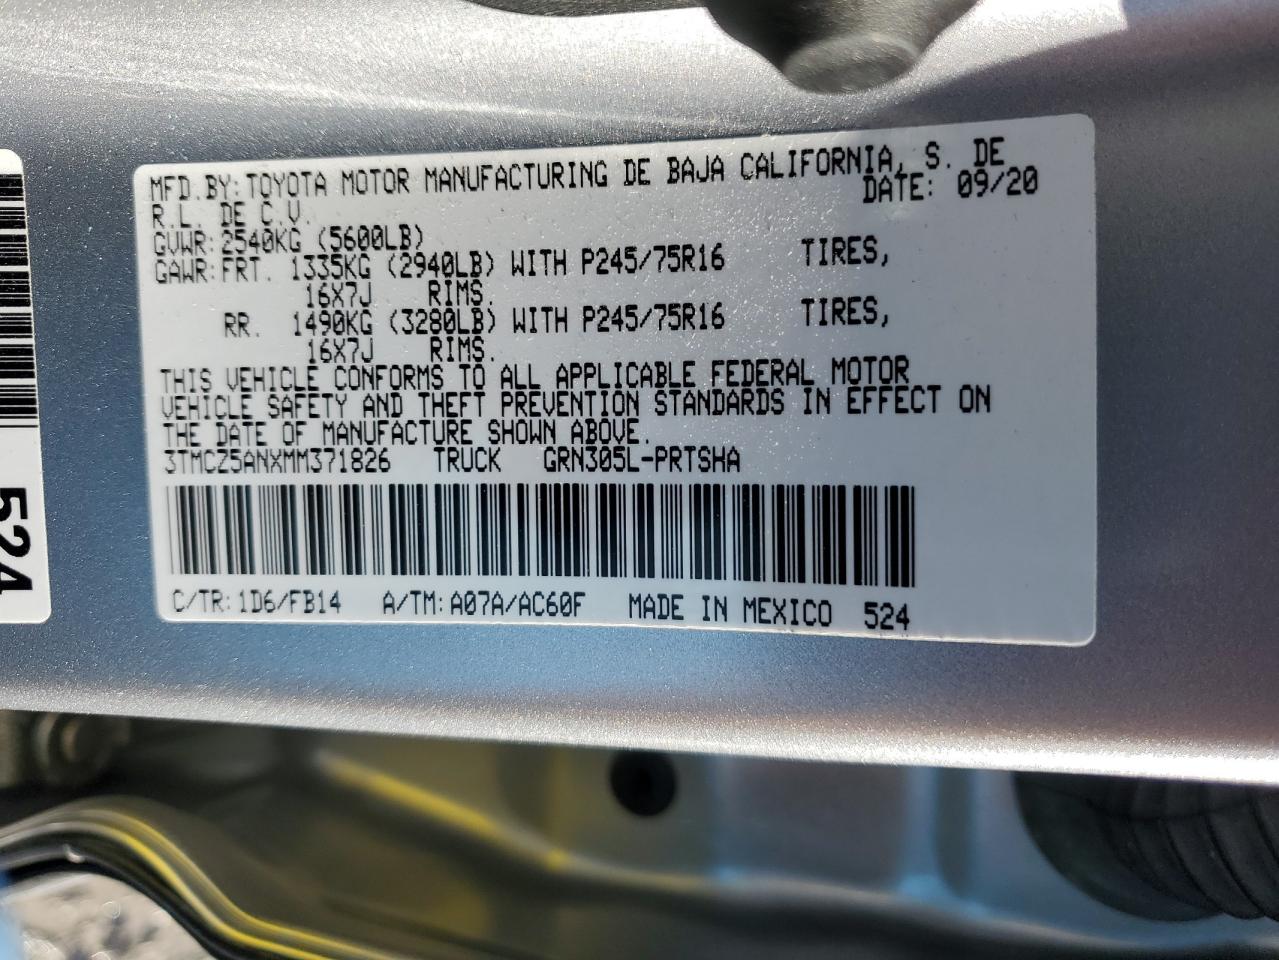 MFD.BY:TOYOTA MOTOR MANUFACTURING DE BAJA CALIFORNIA, S. DE
R.L. DE C.V. DATE: 09/20
GVWR:2540KG (5600LB)
GAWR:FRT. 1335KG (2940LB) WITH P245/75R16 TIRES,
16X7J RIMS.
RR. 1490KG (3280LB) WITH P245/75R16 TIRES,
16X7J RIMS.
THIS VEHICLE CONFORMS TO ALL APPLICABLE FEDERAL MOTOR
VEHICLE SAFETY AND THEFT PREVENTION STANDARDS IN EFFECT ON
THE DATE OF MANUFACTURE SHOWN ABOVE.
3TMCZ5ANXMM371826 TRUCK GRN305L-PRTSHA
C/TR:1D6/FB14 A/TM:A07A/AC60F MADE IN MEXICO 524
524